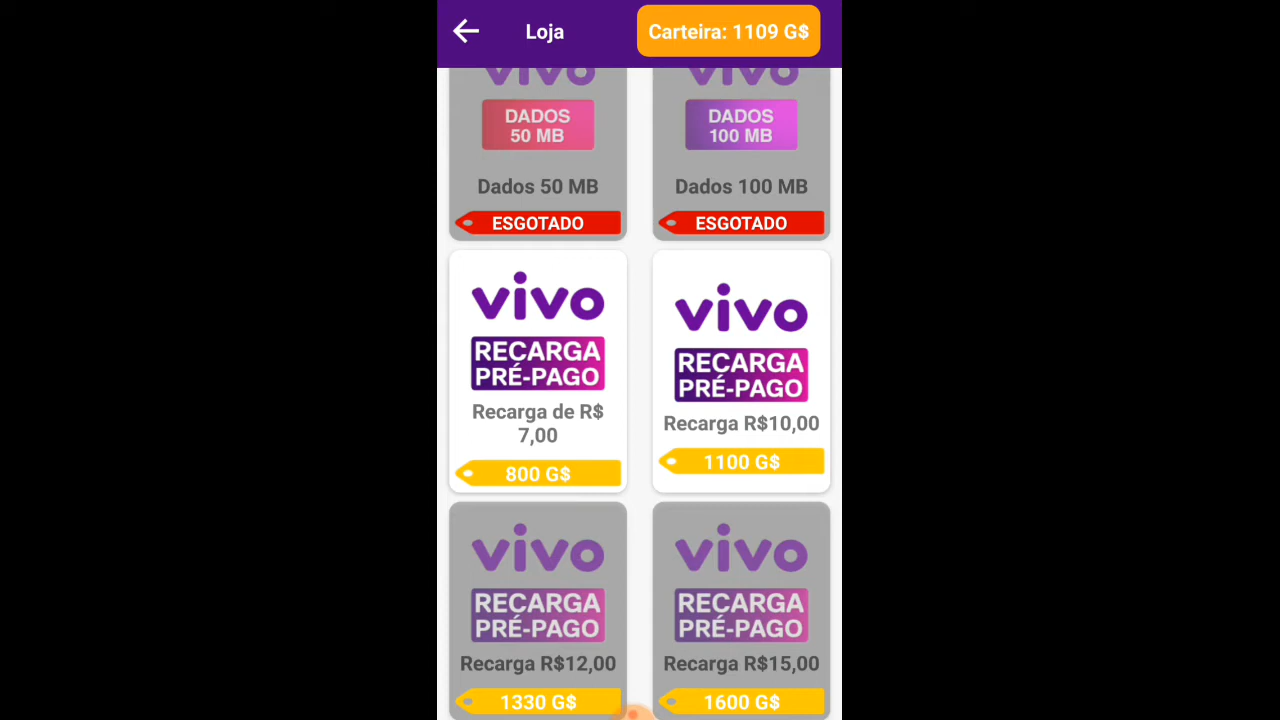 Loja
Carteira: 1109 G$
vivo
vivo
DADOS
50 MB
DADOS
100 MB
Dados 50 MB
Dados 100 MB
ESGOTADO
ESGOTADO
vivo
RECARGA
PRÉ-PAGO
Recarga de R$
7,00
800 G$
vivo
RECARGA
PRÉ-PAGO
Recarga R$10,00
1100 G$
vivo
RECARGA
PRÉ-PAGO
Recarga R$12,00
1330 G$
vivo
RECARGA
PRÉ-PAGO
Recarga R$15,00
1600 G$